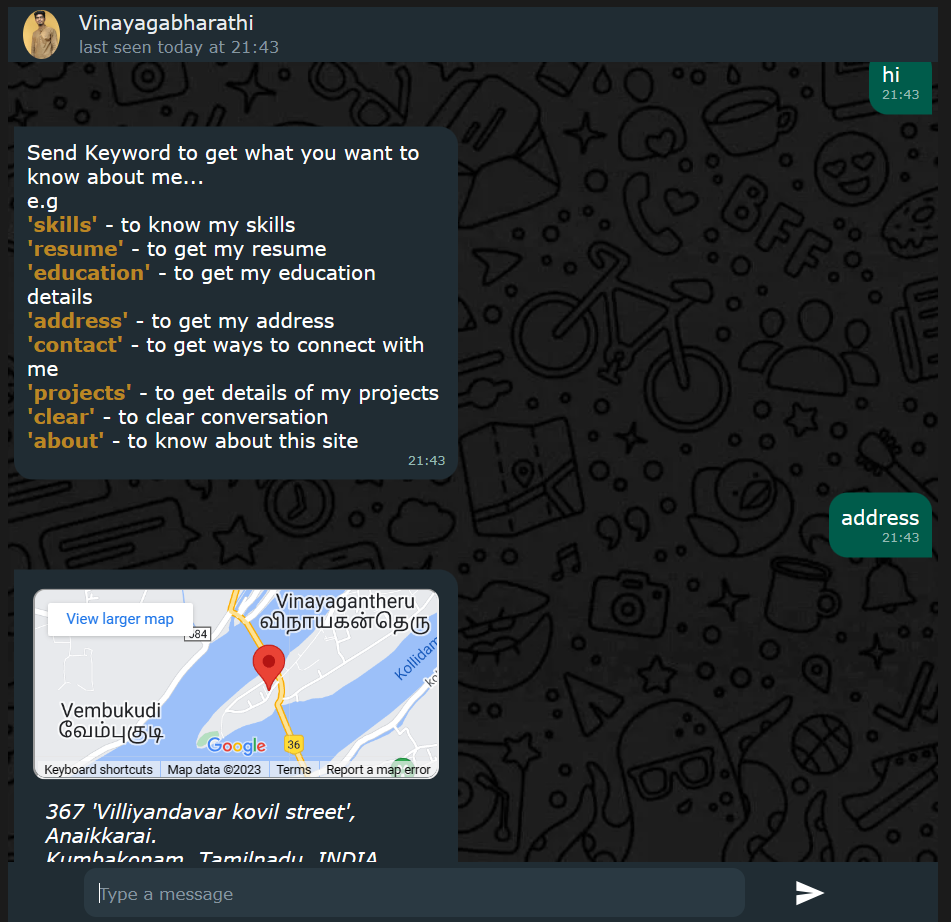 Vinayagabharathi
last seen today at 21:43
hi
21:43
Send Keyword to get what you want to
know about me...
e.g
'skills' - to know my skills
'resume' - to get my resume
'education' - to get my education
details
'address' - to get my address
'contact' - to get ways to connect with
me
'projects' - to get details of my projects
'clear' - to clear conversation
'about' - to know about this site
21:43
BFF
address
21:43
View larger map
Vinayagantheru
விநாயகன்தெரு
Kollidam
Vembukudi
வேம்புகுடி
Google
36
Keyboard shortcuts
Map data ©2023
Terms
Report a map error
367 'Villiyandavar kovil street',
Anaikkarai.
Kumbakonam, Tamilnadu, INDIA
Type a message